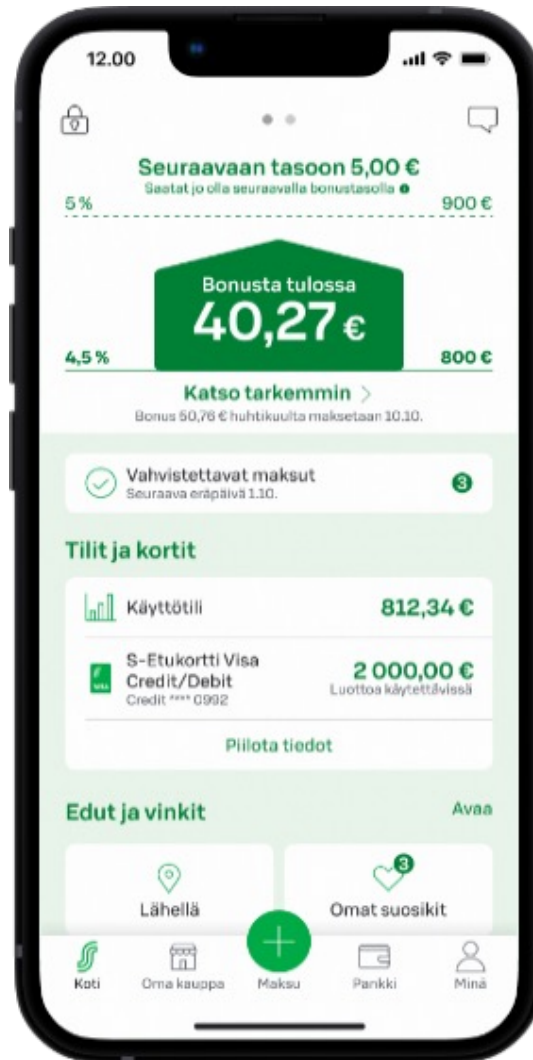 12.00
Seuraavaan tasoon 5,00 €
Saatat jo olla seuraavalla bonustasolla
5 %
900 €
Bonusta tulossa
40,27 €
4,5 %
800 €
Katso tarkemmin
Bonus 50,76 € huhtikuulta maksetaan 10.10.
Vahvistettavat maksut
Seuraava eräpäivä 1.10.
3
Tilit ja kortit
Käyttötili
812,34 €
S-Etukortti Visa
Credit/Debit
Credit **** 0992
2 000,00 €
Luottoa käytettävissä
VISA
Piilota tiedot
Edut ja vinkit
Avaa
Lähellä
3
Omat suosikit
Koti
Oma kauppa
Maksu
Pankki
Minä